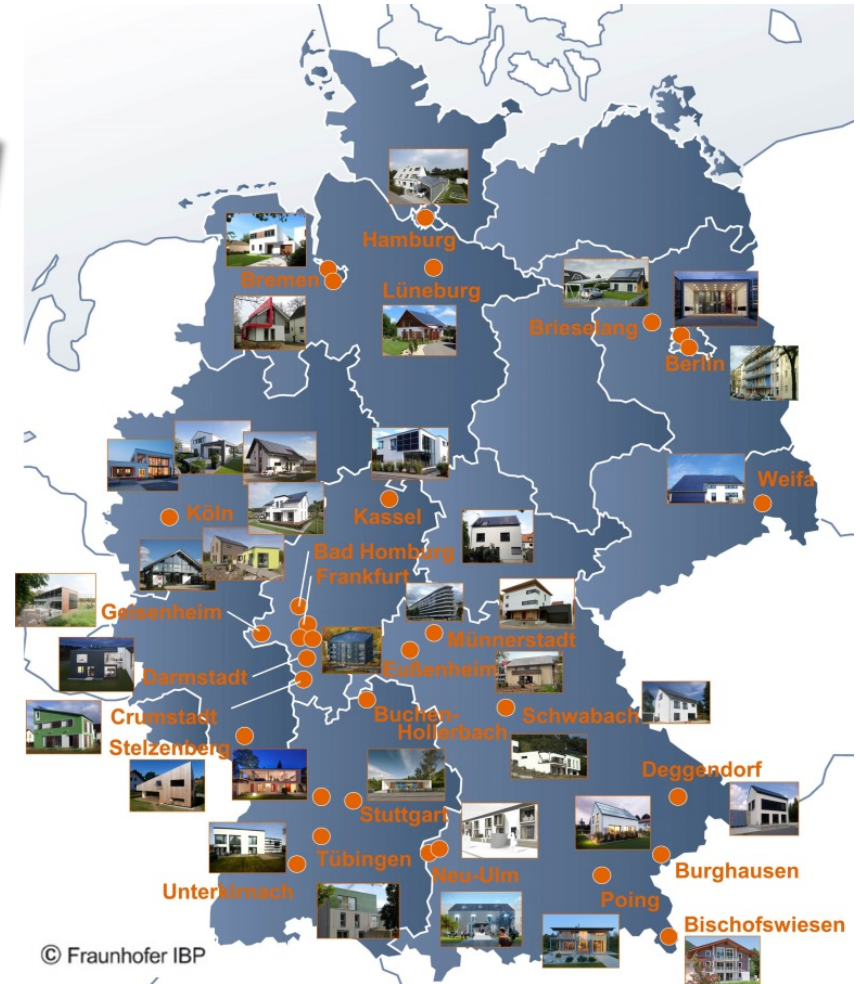 Hamburg
Bremen
Lüneburg
Brieselang
Berlin
Weifa
Köln
Kassel
Bad Homburg
Frankfurt
Geisenheim
Münnerstadt
Eußenheim
Darmstadt
Crumstadt
Buchen-
Hollerbach
Schwabach
Stelzenberg
Deggendorf
Stuttgart
Tübingen
Neu-Ulm
Burghausen
Unterkirnach
Poing
Bischofswiesen
© Fraunhofer IBP